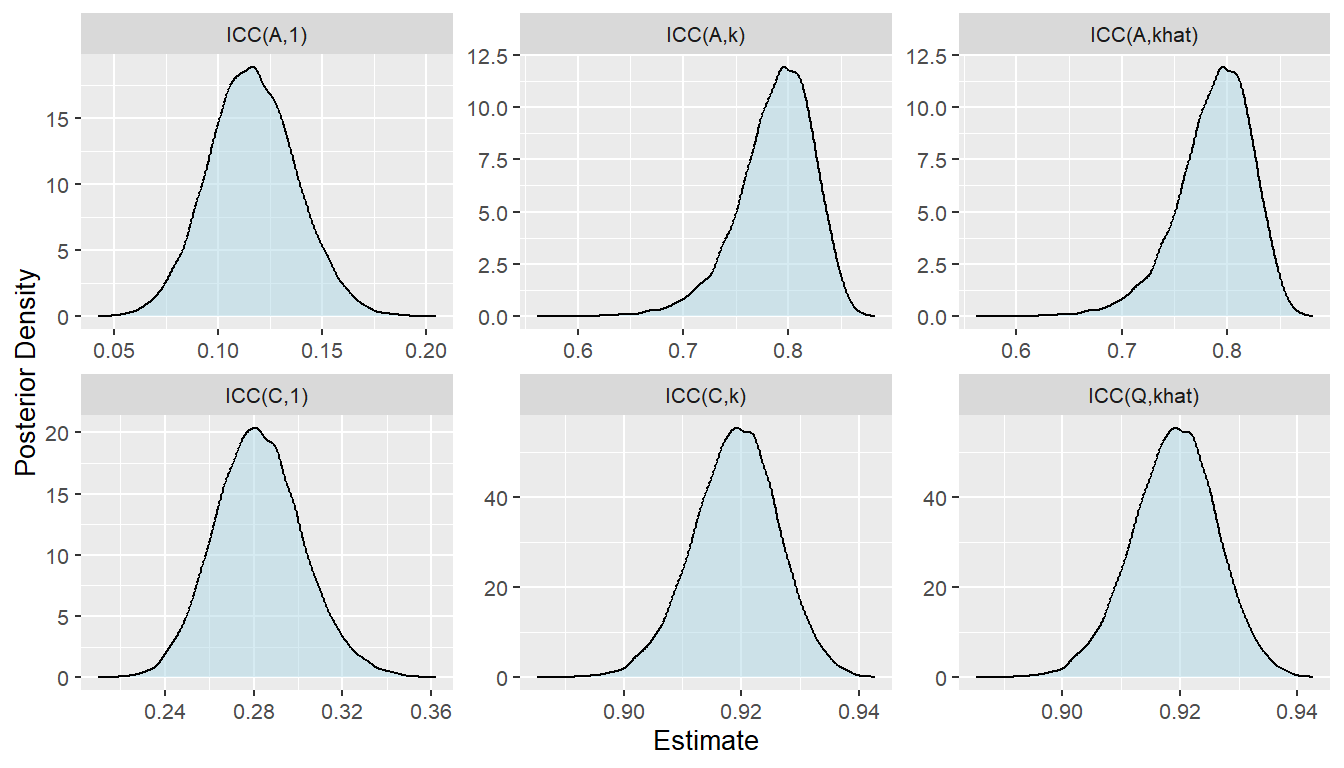 ICC(A,1)
ICC(A,k)
ICC(A,khat)
15
10
5
0
0.05 0.10 0.15 0.20
12.5
10.0
7.5
5.0
2.5
0.0
0.6 0.7 0.8
12.5
10.0
7.5
5.0
2.5
0.0
0.6 0.7 0.8
Posterior Density
ICC(C,1)
ICC(C,k)
ICC(Q,khat)
20
15
10
5
0
0.24 0.28 0.32 0.36
40
20
0
0.90 0.92 0.94
40
20
0
0.90 0.92 0.94
Estimate